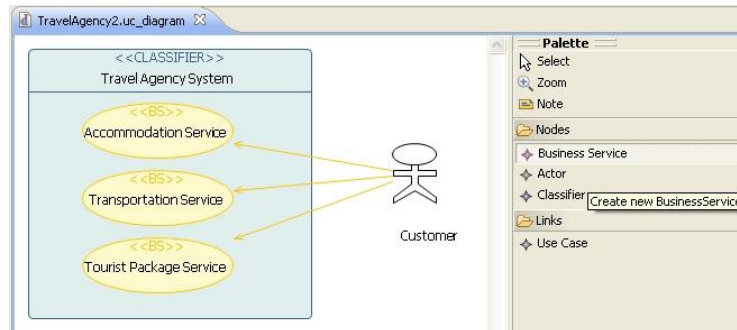 TravelAgency2.uc_diagram
<<CLASSIFIER>>
Travel Agency System
<<BS>>
Accommodation Service
<<BS>>
Transportation Service
<<BS>>
Tourist Package Service
Customer
Palette
Select
Zoom
Note
Nodes
Business Service
Actor
Classifier
Create new BusinessService
Links
Use Case